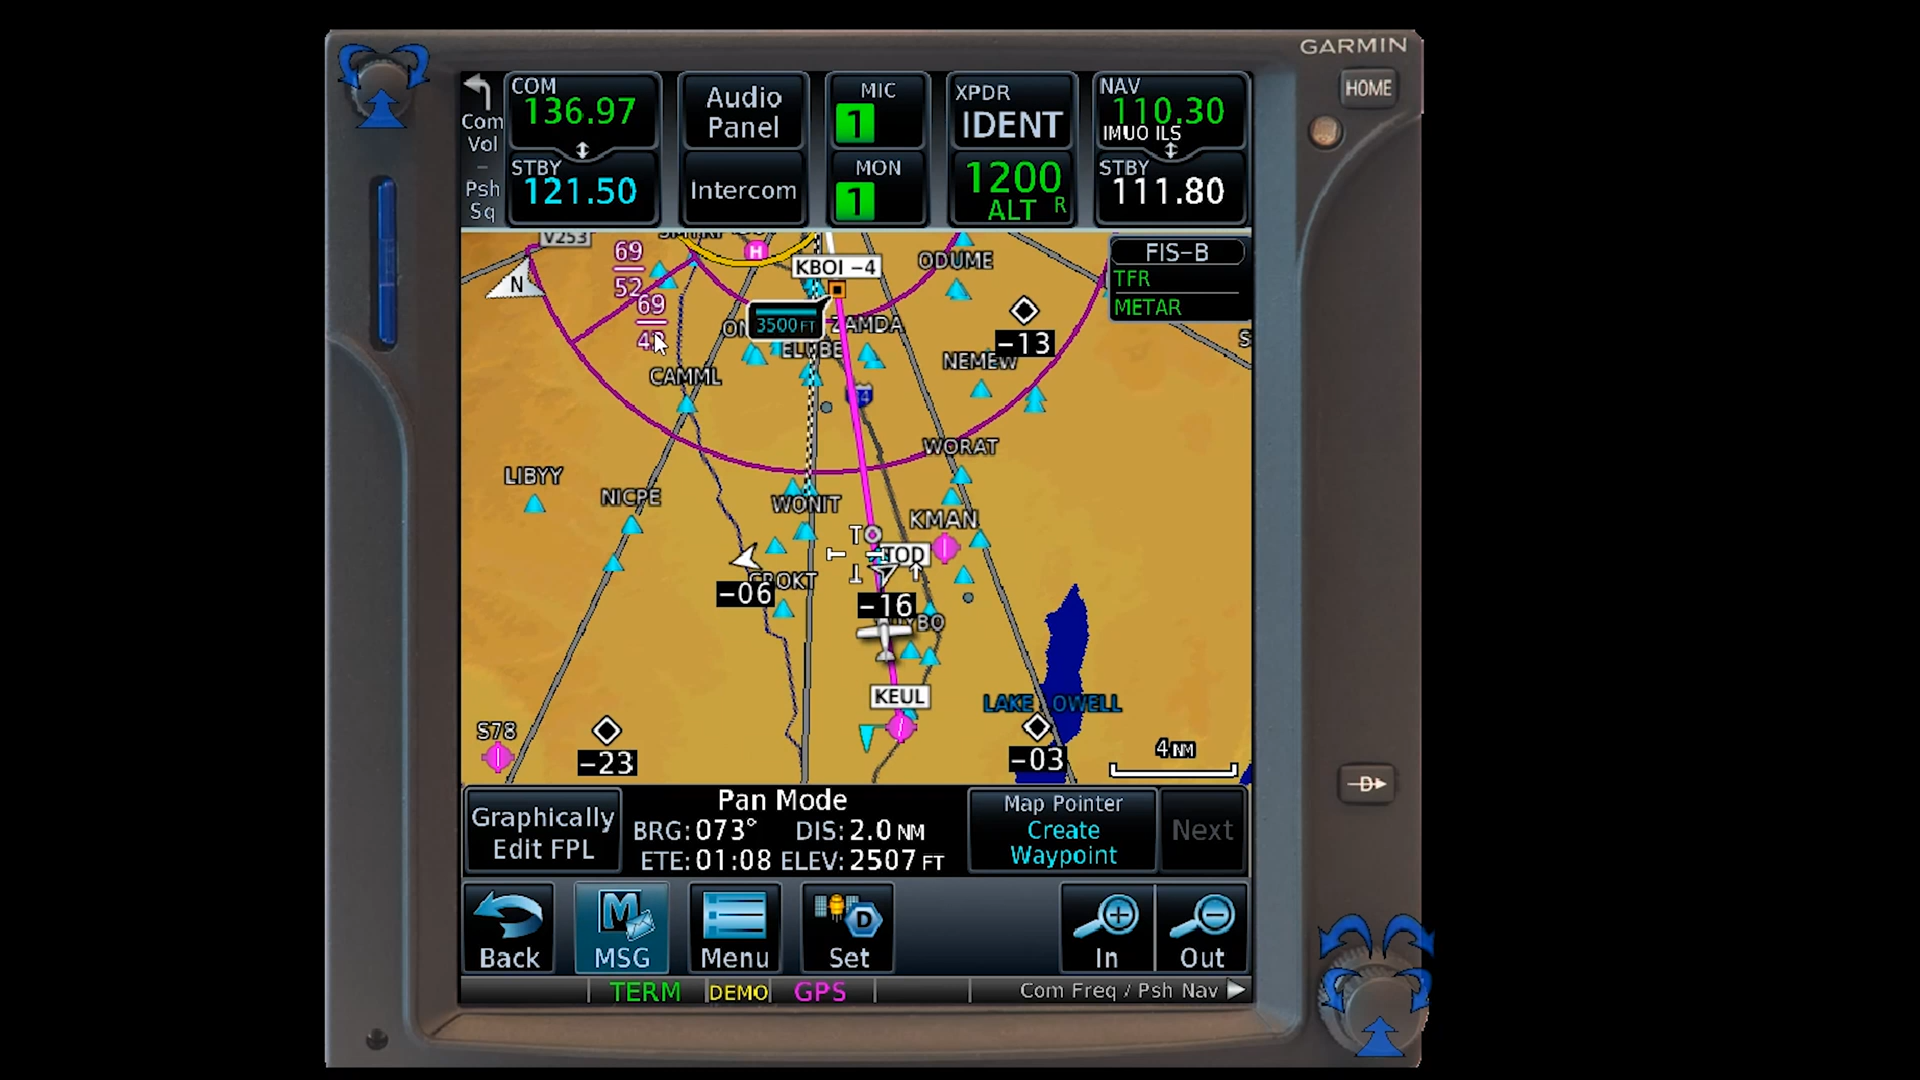 GARMIN
HOME
Com
Vol
Psh
Sq
COM
136.97
STBY
121.50
Audio
Panel
Intercom
MIC
1
MON
1
XPDR
IDENT
1200
ALT R
NAV
110.30
IMUO ILS
STBY
111.80
V253
69
52
69
N
H
KBOI -4
3500FT
ODUME
FIS-B
TFR
METAR
ZAMDA
-13
NEMEW
CAMML
WORAT
LIBYY
NICPE
WONIT
KMAN
TOD
-06
-16
KEUL
S78
-23
LAKE
-03
4NM
Graphically
Edit FPL
Pan Mode
BRG: 073° DIS: 2.0 NM
ETE: 01:08 ELEV: 2507 FT
Map Pointer
Create
Waypoint
Next
Back
MSG
Menu
Set
In
Out
TERM
DEMO
GPS
Com Freq / Psh Nav
D